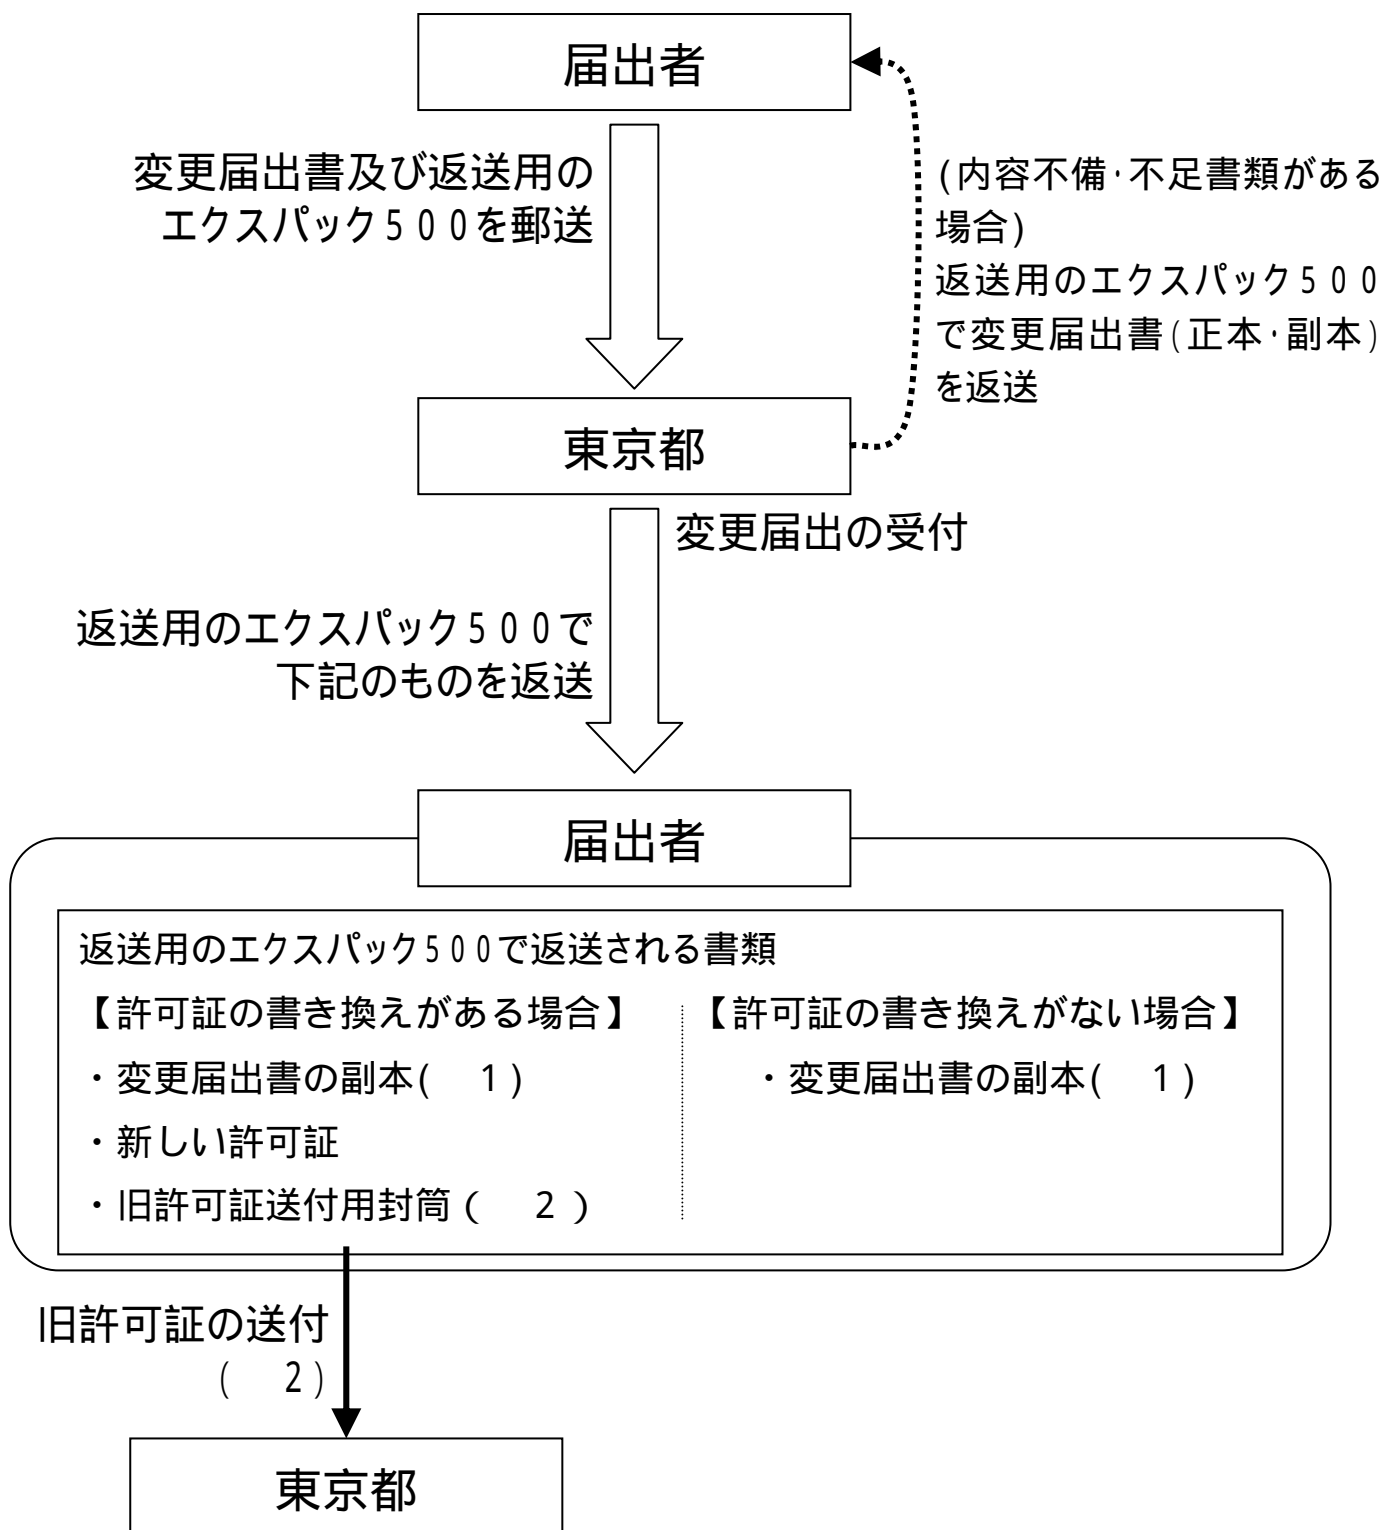 届出者
変更届出書及び返送用の
エクスパック500を郵送
(内容不備・不足書類がある
場合)
返送用のエクスパック500
で変更届出書(正本・副本)
を返送
東京都
変更届出の受付
返送用のエクスパック500で
下記のものを返送
届出者
返送用のエクスパック500で返送される書類
【許可証の書き換えがある場合】
・変更届出書の副本(　1)
・新しい許可証
・旧許可証送付用封筒(　2)
【許可証の書き換えがない場合】
・変更届出書の副本(　1)
旧許可証の送付
(　2)
東京都